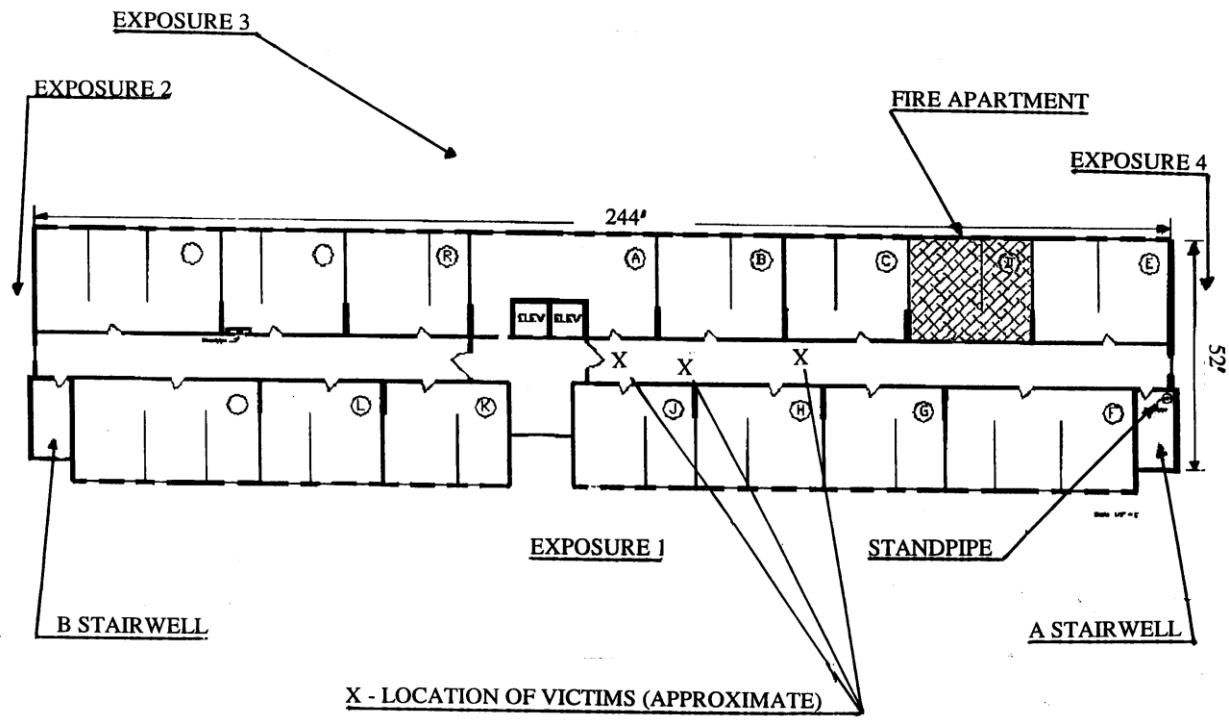 EXPOSURE 3
EXPOSURE 2
FIRE APARTMENT
EXPOSURE 4
244"
R
A
B
C
D
E
ELEV ELEV
52"
L
K
J
H
G
F
EXPOSURE 1
STANDPIPE
B STAIRWELL
A STAIRWELL
X X X
X - LOCATION OF VICTIMS (APPROXIMATE)